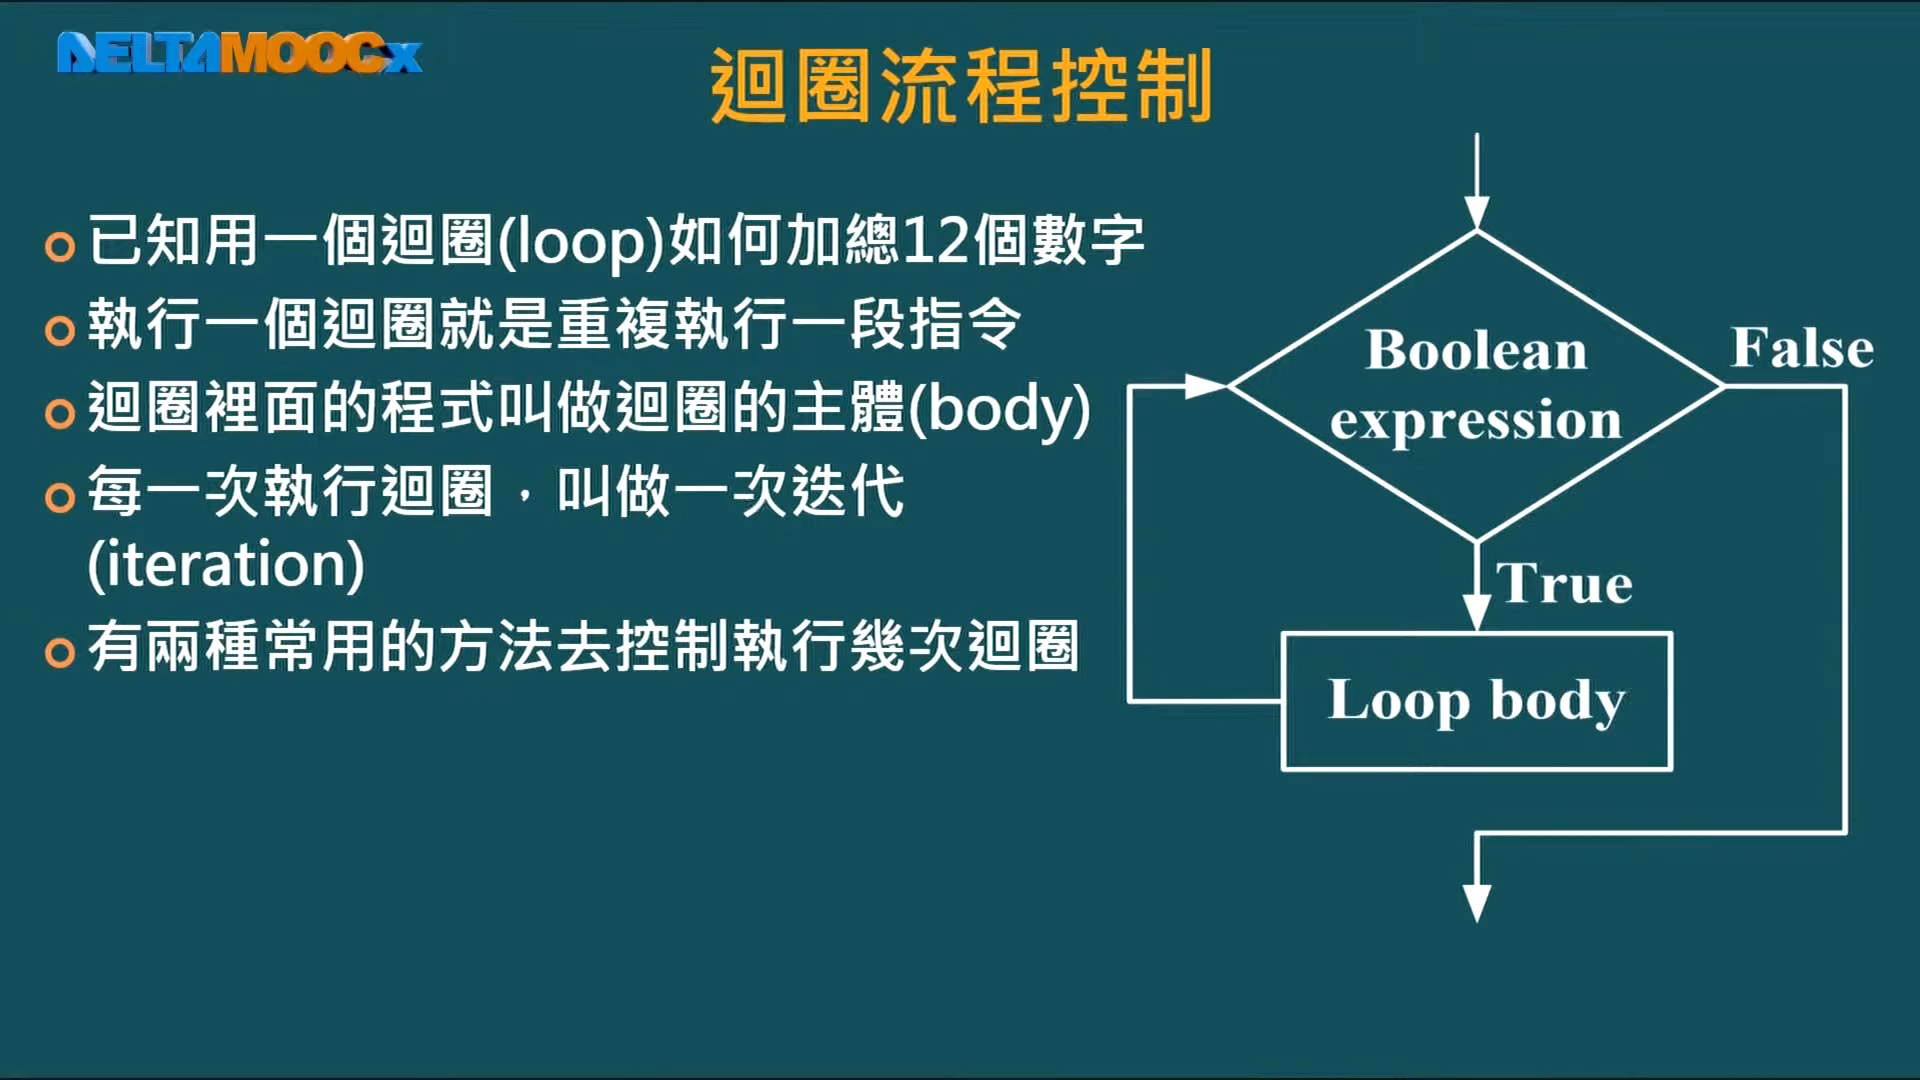 DELTAMOOCx
迴圈流程控制
已知用一個迴圈(loop)如何加總12個數字
執行一個迴圈就是重複執行一段指令
迴圈裡面的程式叫做迴圈的主體(body)
每一次執行迴圈，叫做一次迭代
(iteration)
有兩種常用的方法去控制執行幾次迴圈
Boolean
expression
False
True
Loop body